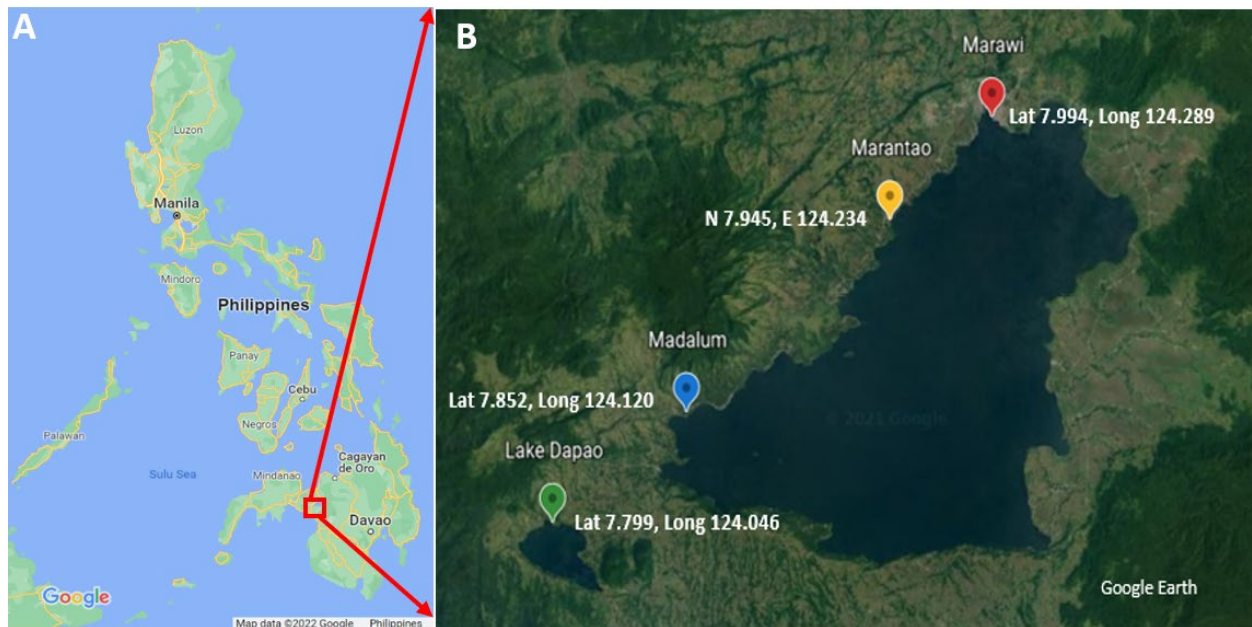 A
Luzon
Manila
Mindoro
Philippines
Panay
Cebu
Negros
Palawan
Cagayan
de Oro
Sulu Sea
Mindanao
Davao
Google
Map data ©2022 Google Philippines
B
Marawi
Lat 7.994, Long 124.289
Marantao
N 7.945, E 124.234
Madalum
Lat 7.852, Long 124.120
© 2021 Google
Lake Dapao
Lat 7.799, Long 124.046
Google Earth